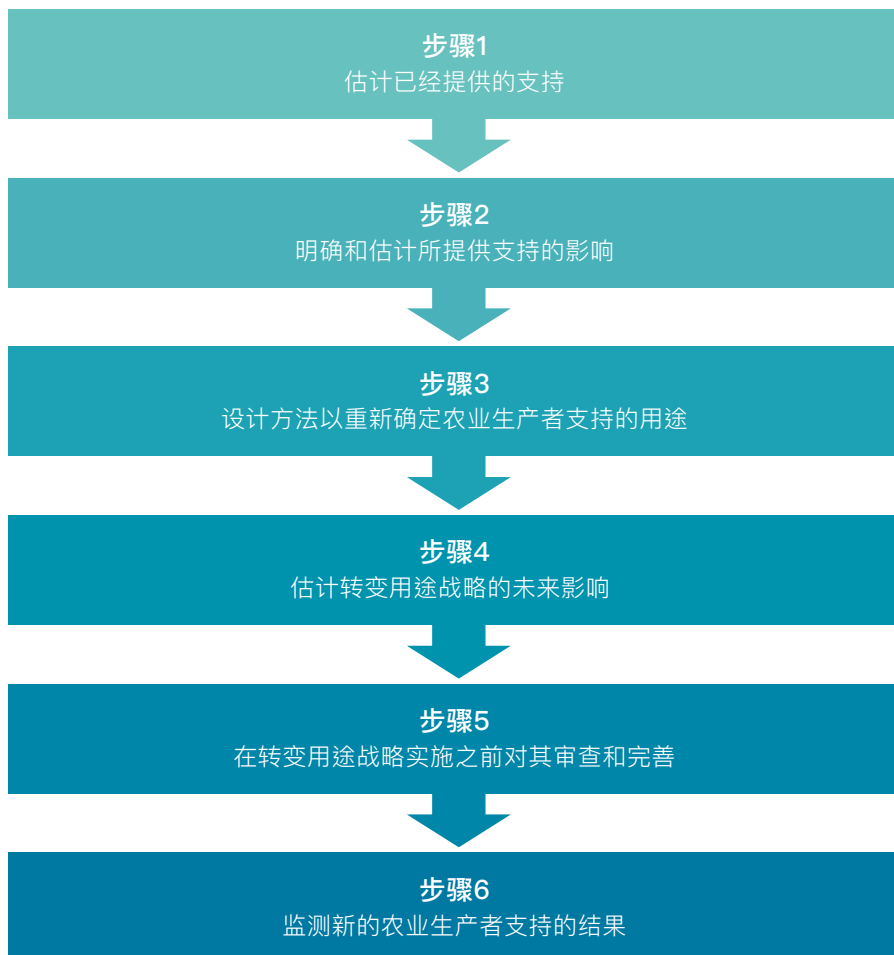 步骤1
估计已经提供的支持
步骤2
明确和估计所提供支持的影响
步骤3
设计方法以重新确定农业生产者支持的用途
步骤4
估计转变用途战略的未来影响
步骤5
在转变用途战略实施之前对其审查和完善
步骤6
监测新的农业生产者支持的结果